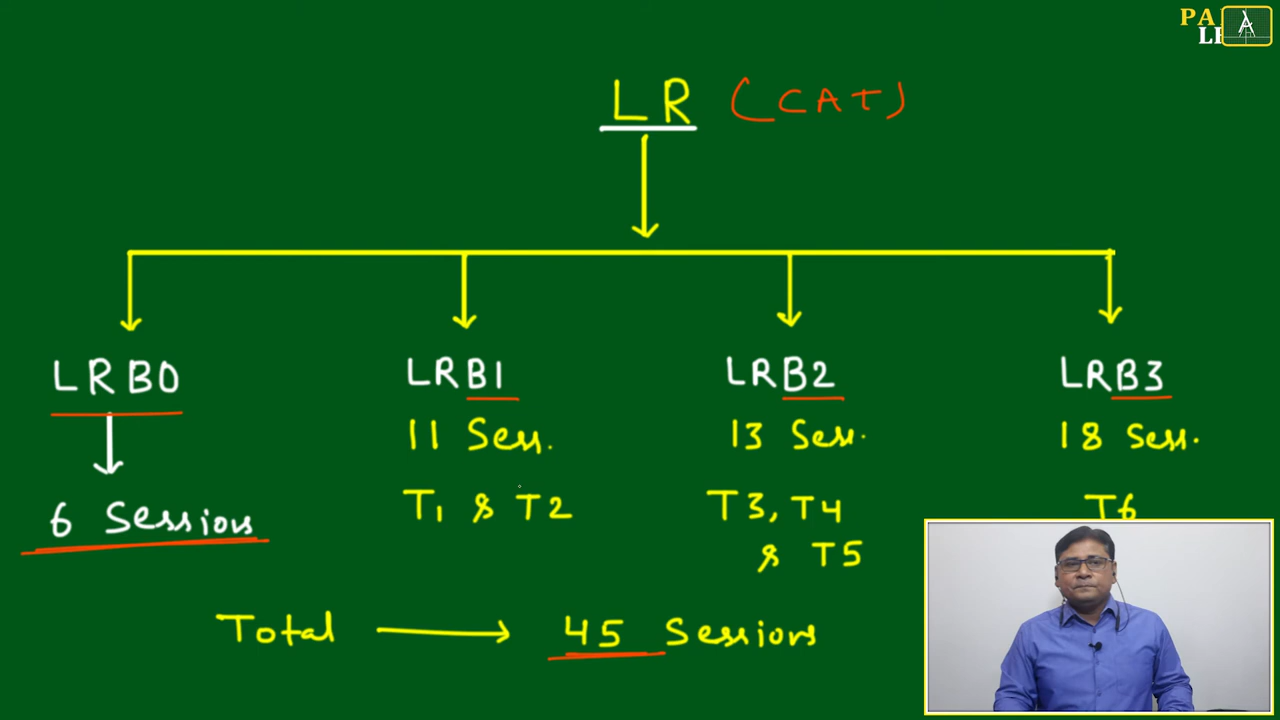 LR (CAT)
LRB0 LRB1 LRB2 LRB3
11 Sess. 13 Sess. 18 Sess.
6 Sessions T1 & T2 T3, T4 T6
& T5
Total → 45 Sessions